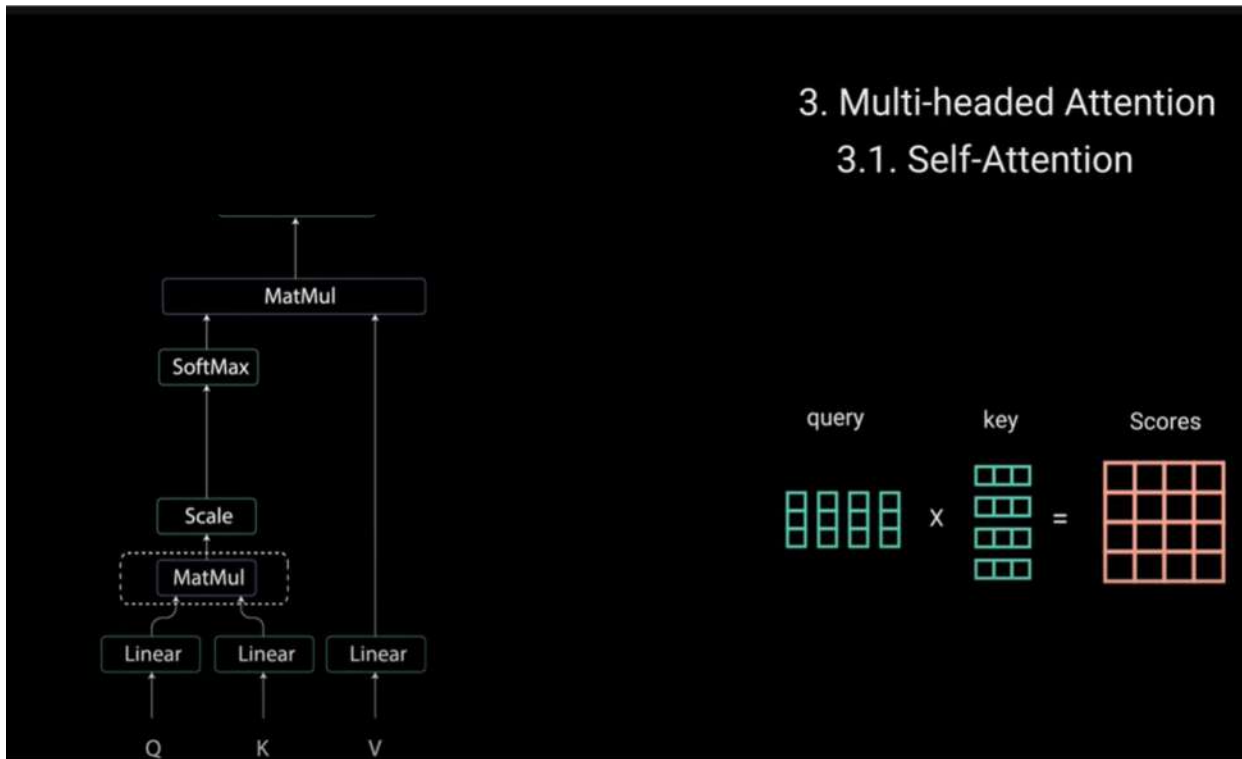 3. Multi-headed Attention
3.1. Self-Attention
MatMul
SoftMax
Scale
MatMul
Linear Linear Linear
Q K V
query key Scores
x =